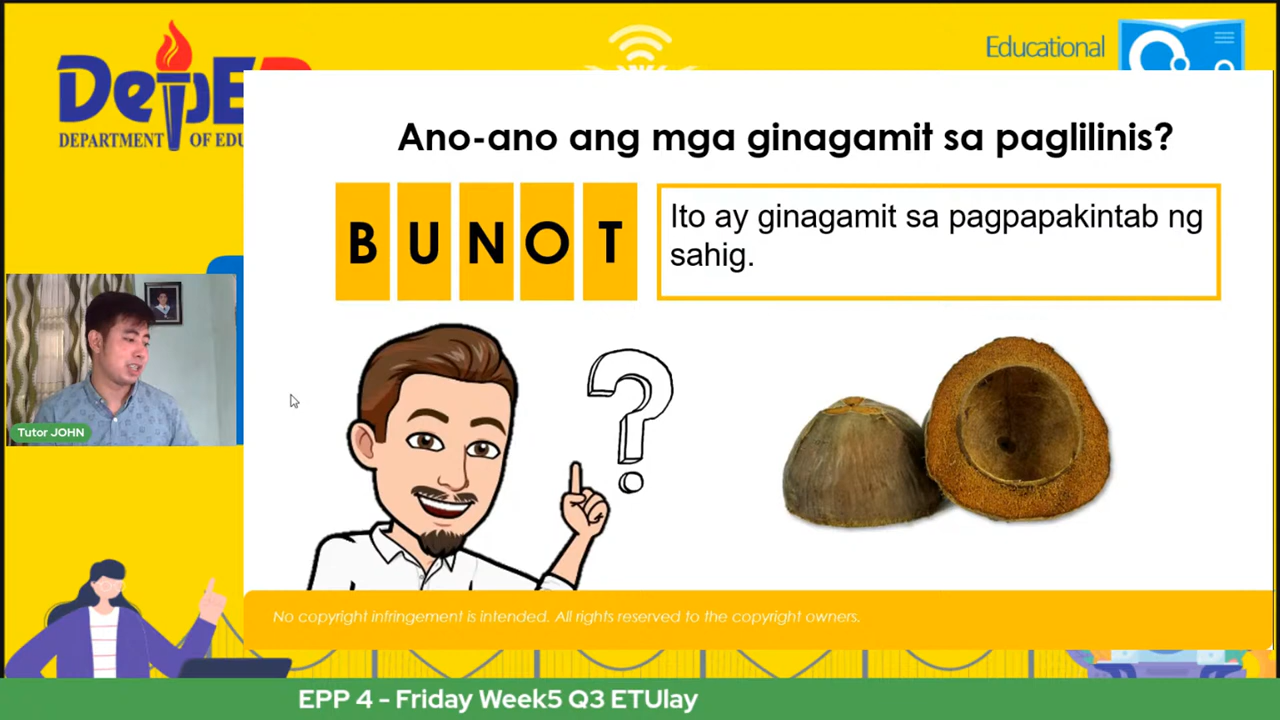 DepED
DEPARTMENT OF EDU
Educational
Ano-ano ang mga ginagamit sa paglilinis?
BUNOT
Ito ay ginagamit sa pagpapakintab ng
sahig.
Tutor JOHN
No copyright infringement is intended. All rights reserved to the copyright owners.
EPP 4 - Friday Week5 Q3 ETUlay